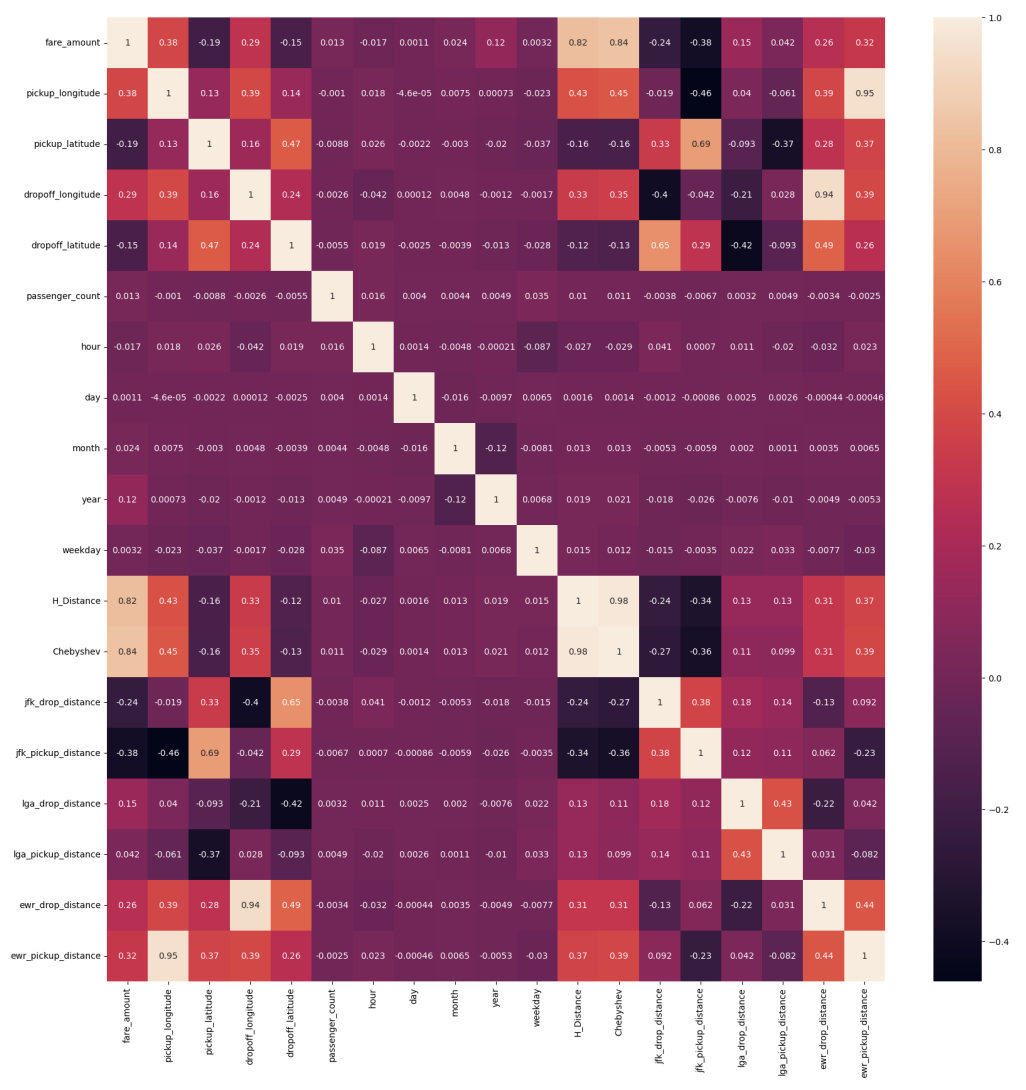 fare_amount 1 0.38 -0.19 0.29 -0.15 0.013 -0.017 0.0011 0.024 0.12 0.0032 0.82 0.84 -0.24 -0.38 0.15 0.042 0.26 0.32
pickup_longitude 0.38 1 0.13 0.39 0.14 -0.001 0.018 -4.6e-05 0.0075 0.00073 -0.023 0.43 0.45 -0.019 -0.46 0.04 -0.061 0.39 0.95
pickup_latitude -0.19 0.13 1 0.16 0.47 -0.0088 0.026 -0.0022 -0.003 -0.02 -0.037 -0.16 -0.16 0.33 0.69 -0.093 -0.37 0.28 0.37
dropoff_longitude 0.29 0.39 0.16 1 0.24 -0.0026 -0.042 0.00012 0.0048 -0.0012 -0.0017 0.33 0.35 -0.4 -0.042 -0.21 0.028 0.94 0.39
dropoff_latitude -0.15 0.14 0.47 0.24 1 -0.0055 0.019 -0.0025 -0.0039 -0.013 -0.028 -0.12 -0.13 0.65 0.29 -0.42 -0.093 0.49 0.26
passenger_count 0.013 -0.001 -0.0088 -0.0026 -0.0055 1 0.016 0.004 0.0044 0.0049 0.035 0.01 0.011 -0.0038 -0.0067 0.0032 0.0049 -0.0034 -0.0025
hour -0.017 0.018 0.026 -0.042 0.019 0.016 1 0.0014 -0.0048 -0.00021 -0.087 -0.027 -0.029 0.041 0.0007 0.011 -0.02 -0.032 0.023
day 0.0011 -4.6e-05 -0.0022 0.00012 -0.0025 0.004 0.0014 1 -0.016 -0.0097 0.0065 0.0016 0.0014 -0.0012 -0.00086 0.0025 0.0026 -0.00044 -0.00046
month 0.024 0.0075 -0.003 0.0048 -0.0039 0.0044 -0.0048 -0.016 1 -0.12 -0.0081 0.013 0.013 -0.0053 -0.0059 0.002 0.0011 0.0035 0.0065
year 0.12 0.00073 -0.02 -0.0012 -0.013 0.0049 -0.00021 -0.0097 -0.12 1 0.0068 0.019 0.021 -0.018 -0.026 -0.0076 -0.01 -0.0049 -0.0053
weekday 0.0032 -0.023 -0.037 -0.0017 -0.028 0.035 -0.087 0.0065 -0.0081 0.0068 1 0.015 0.012 -0.015 -0.0035 0.022 0.033 -0.0077 -0.03
H_Distance 0.82 0.43 -0.16 0.33 -0.12 0.01 -0.027 0.0016 0.013 0.019 0.015 1 0.98 -0.24 -0.34 0.13 0.13 0.31 0.37
Chebyshev 0.84 0.45 -0.16 0.35 -0.13 0.011 -0.029 0.0014 0.013 0.021 0.012 0.98 1 -0.27 -0.36 0.11 0.099 0.31 0.39
jfk_drop_distance -0.24 -0.019 0.33 -0.4 0.65 -0.0038 0.041 -0.0012 -0.0053 -0.018 -0.015 -0.24 -0.27 1 0.38 0.18 0.14 -0.13 0.092
jfk_pickup_distance -0.38 -0.46 0.69 -0.042 0.29 -0.0067 0.0007 -0.00086 -0.0059 -0.026 -0.0035 -0.34 -0.36 0.38 1 0.12 0.11 0.062 -0.23
lga_drop_distance 0.15 0.04 -0.093 -0.21 -0.42 0.0032 0.011 0.0025 0.002 -0.0076 0.022 0.13 0.11 0.18 0.12 1 0.43 -0.22 0.042
lga_pickup_distance 0.042 -0.061 -0.37 0.028 -0.093 0.0049 -0.02 0.0026 0.0011 -0.01 0.033 0.13 0.099 0.14 0.11 0.43 1 0.031 -0.082
ewr_drop_distance 0.26 0.39 0.28 0.94 0.49 -0.0034 -0.032 -0.00044 0.0035 -0.0049 -0.0077 0.31 0.31 -0.13 0.062 -0.22 0.031 1 0.44
ewr_pickup_distance 0.32 0.95 0.37 0.39 0.26 -0.0025 0.023 -0.00046 0.0065 -0.0053 -0.03 0.37 0.39 0.092 -0.23 0.042 -0.082 0.44 1
fare_amount
pickup_longitude
pickup_latitude
dropoff_longitude
dropoff_latitude
passenger_count
hour
day
month
year
weekday
H_Distance
Chebyshev
jfk_drop_distance
jfk_pickup_distance
lga_drop_distance
lga_pickup_distance
ewr_drop_distance
ewr_pickup_distance
1.0
0.8
0.6
0.4
0.2
0.0
−0.2
−0.4